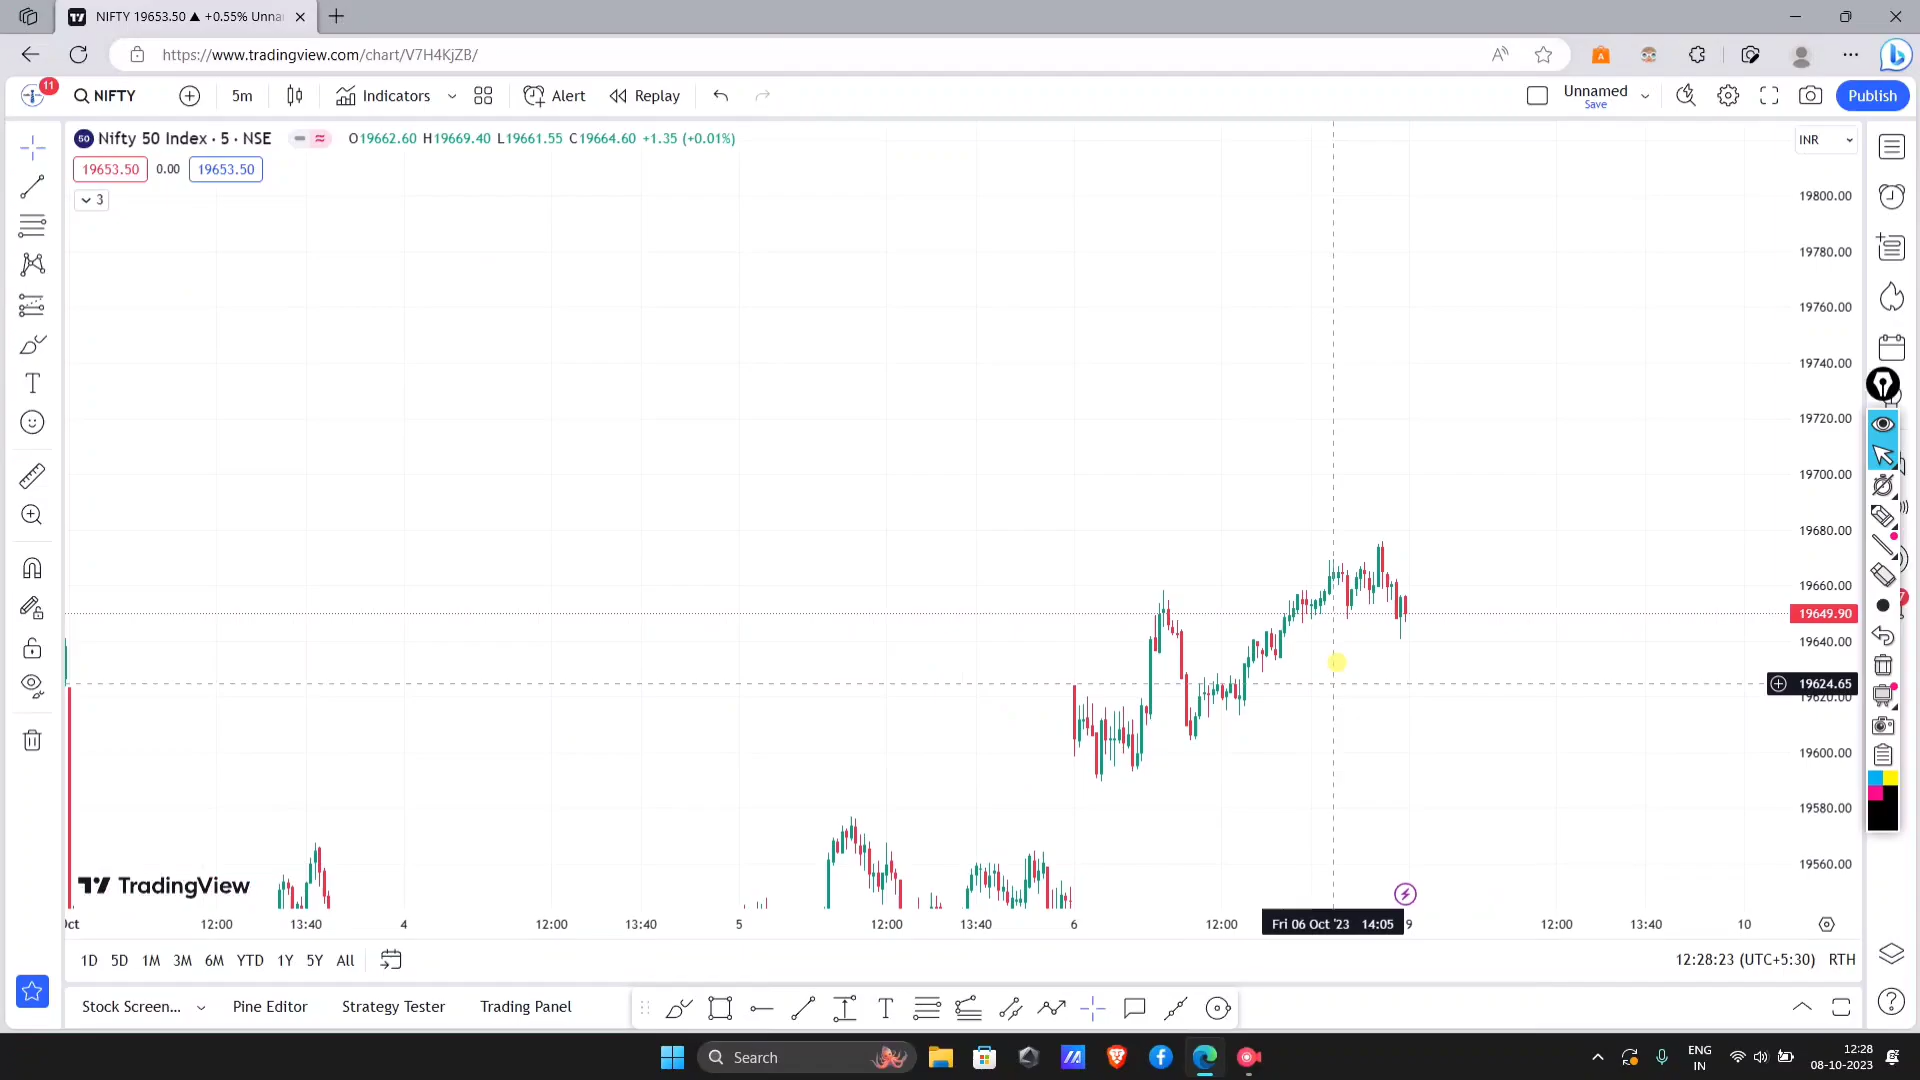 NIFTY 19653.50 ▲ +0.55% Unna
https://www.tradingview.com/chart/V7H4KjZB/
11
NIFTY
5m
Indicators
Alert
Replay
Unnamed
Save
Publish
50 Nifty 50 Index · 5 · NSE
O19662.60 H19669.40 L19661.55 C19664.60 +1.35 (+0.01%)
INR
19653.50 0.00 19653.50
3
19800.00
19780.00
19760.00
19740.00
19720.00
19700.00
19680.00
19660.00
19649.90
19640.00
19624.65
19620.00
19600.00
19580.00
19560.00
TradingView
12:00 13:40 4 12:00 13:40 5 12:00 13:40 6 12:00 Fri 06 Oct '23 14:05 9 12:00 13:40 10
1D 5D 1M 3M 6M YTD 1Y 5Y All
12:28:23 (UTC+5:30) RTH
Stock Screen... Pine Editor Strategy Tester Trading Panel
Search
ENG
IN
12:28
08-10-2023